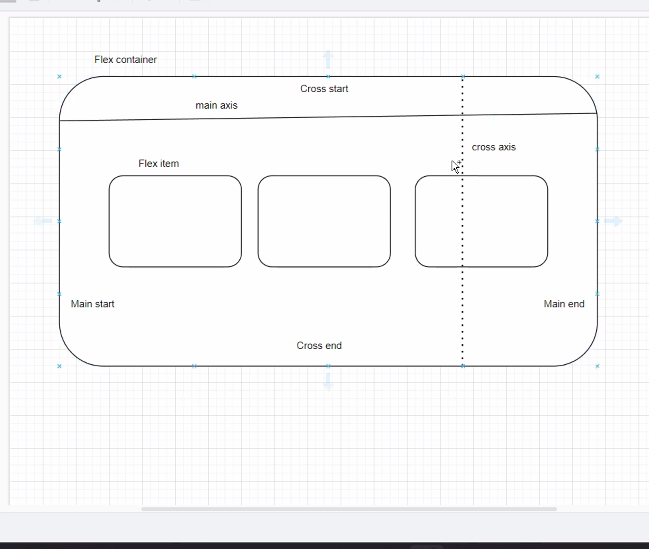 Flex container
Cross start
main axis
cross axis
Flex item
Main start
Main end
Cross end